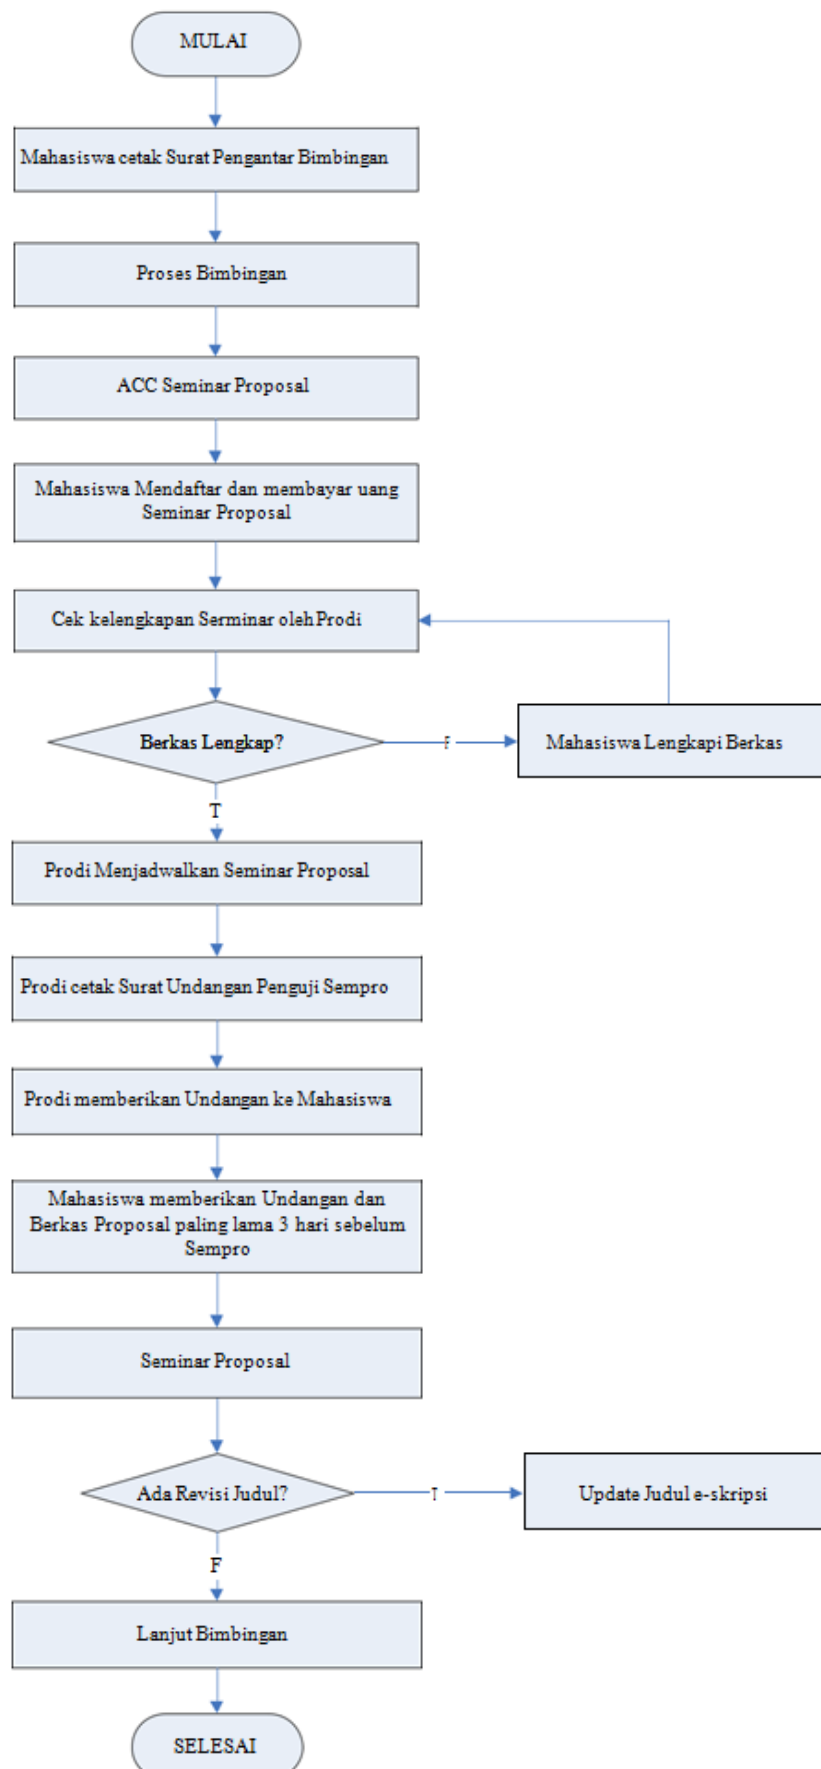 MULAI
Mahasiswa cetak Surat Pengantar Bimbingan
Proses Bimbingan
ACC Seminar Proposal
Mahasiswa Mendaftar dan membayar uang
Seminar Proposal
Cek kelengkapan Serminar oleh Prodi
Berkas Lengkap?
F
Mahasiswa Lengkapi Berkas
T
Prodi Menjadwalkan Seminar Proposal
Prodi cetak Surat Undangan Penguji Sempro
Prodi memberikan Undangan ke Mahasiswa
Mahasiswa memberikan Undangan dan
Berkas Proposal paling lama 3 hari sebelum
Sempro
Seminar Proposal
Ada Revisi Judul?
T
Update Judul e-skripsi
F
Lanjut Bimbingan
SELESAI